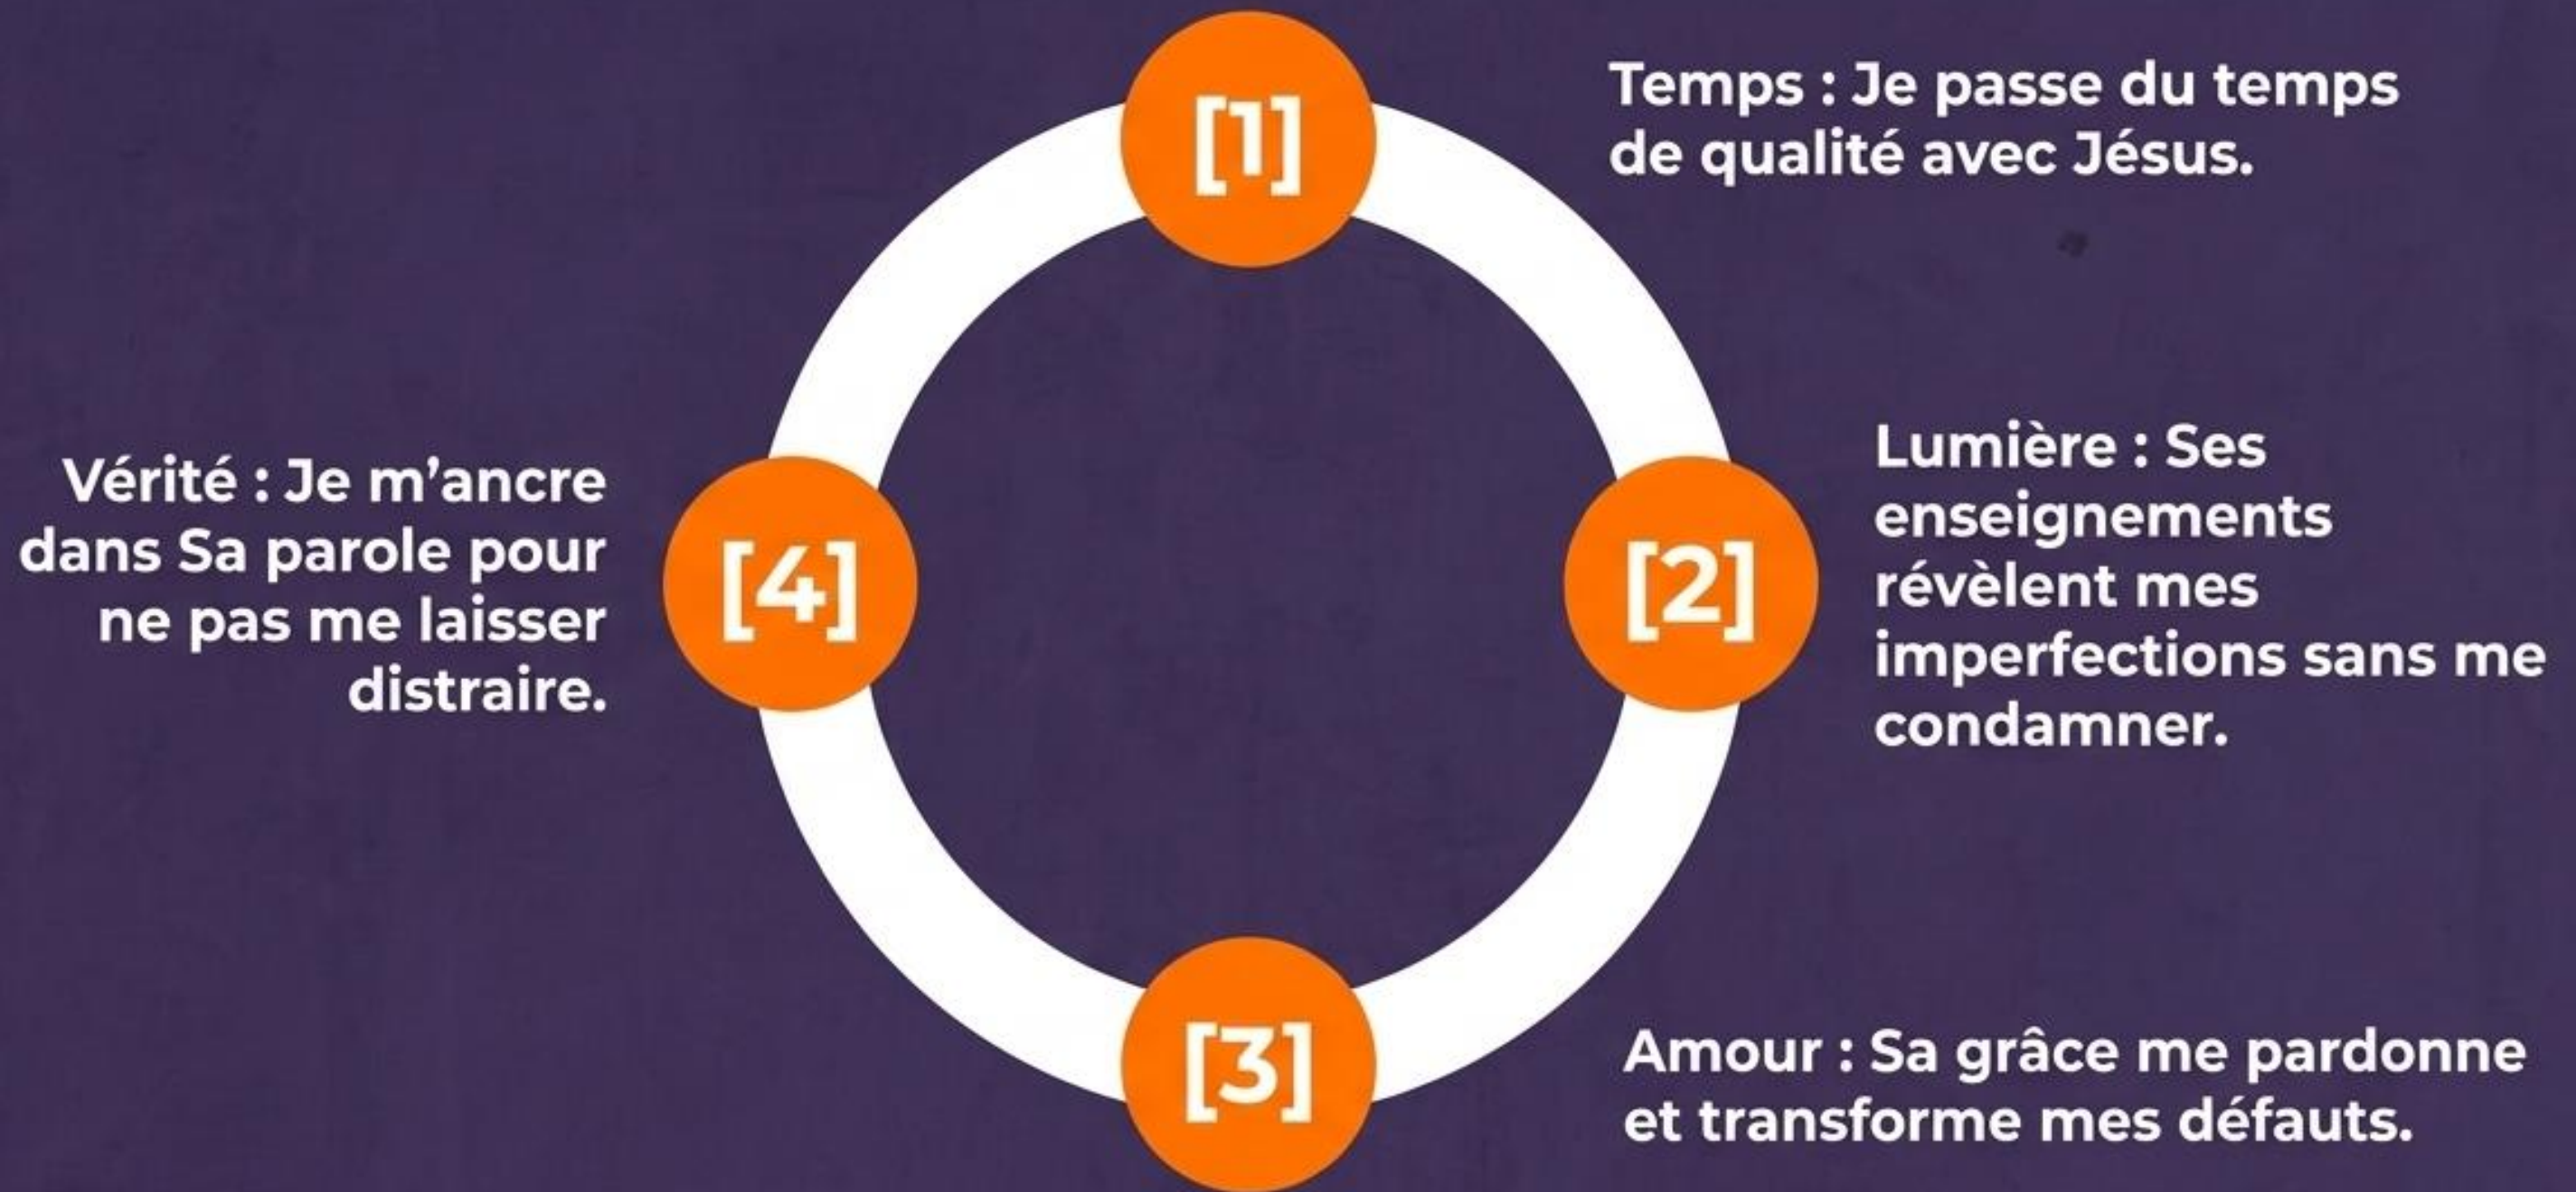 [1]
Temps : Je passe du temps
de qualité avec Jésus.
[2]
Lumière : Ses
enseignements
révèlent mes
imperfections sans me
condamner.
[3]
Amour : Sa grâce me pardonne
et transforme mes défauts.
[4]
Vérité : Je m’ancre
dans Sa parole pour
ne pas me laisser
distraire.